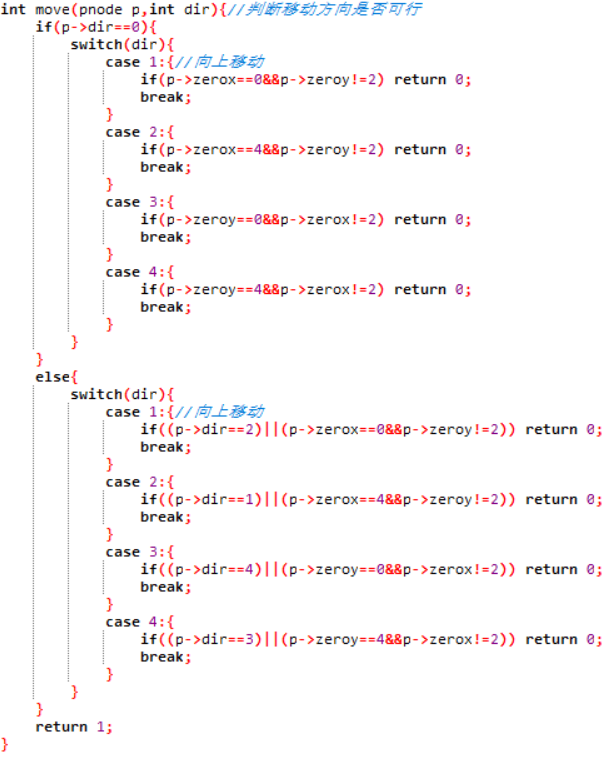 int move(pnode p,int dir){//判断移动方向是否可行
    if(p->dir==0){
        switch(dir){
            case 1:{//向上移动
                if(p->zerox==0&&p->zeroy!=2) return 0;
                break;
            }
            case 2:{
                if(p->zerox==4&&p->zeroy!=2) return 0;
                break;
            }
            case 3:{
                if(p->zeroy==0&&p->zerox!=2) return 0;
                break;
            }
            case 4:{
                if(p->zeroy==4&&p->zerox!=2) return 0;
                break;
            }
        }
    }
    else{
        switch(dir){
            case 1:{//向上移动
                if((p->dir==2)||(p->zerox==0&&p->zeroy!=2)) return 0;
                break;
            }
            case 2:{
                if((p->dir==1)||(p->zerox==4&&p->zeroy!=2)) return 0;
                break;
            }
            case 3:{
                if((p->dir==4)||(p->zeroy==0&&p->zerox!=2)) return 0;
                break;
            }
            case 4:{
                if((p->dir==3)||(p->zeroy==4&&p->zerox!=2)) return 0;
                break;
            }
        }
    }
    return 1;
}